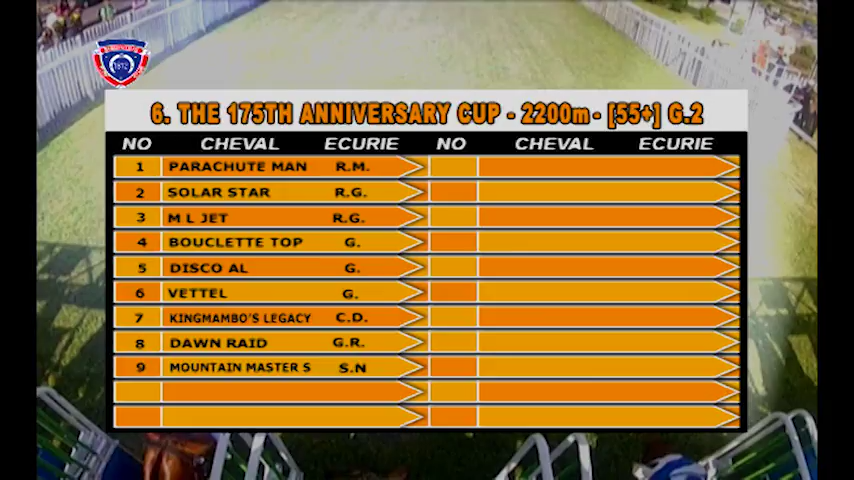 1812
6. THE 175TH ANNIVERSARY CUP - 2200m - [55+] G.2
NO CHEVAL ECURIE NO CHEVAL ECURIE
1 PARACHUTE MAN R.M.
2 SOLAR STAR R.G.
3 M L JET R.G.
4 BOUCLETTE TOP G.
5 DISCO AL G.
6 VETTEL G.
7 KINGMAMBO'S LEGACY C.D.
8 DAWN RAID G.R.
9 MOUNTAIN MASTER S S.N